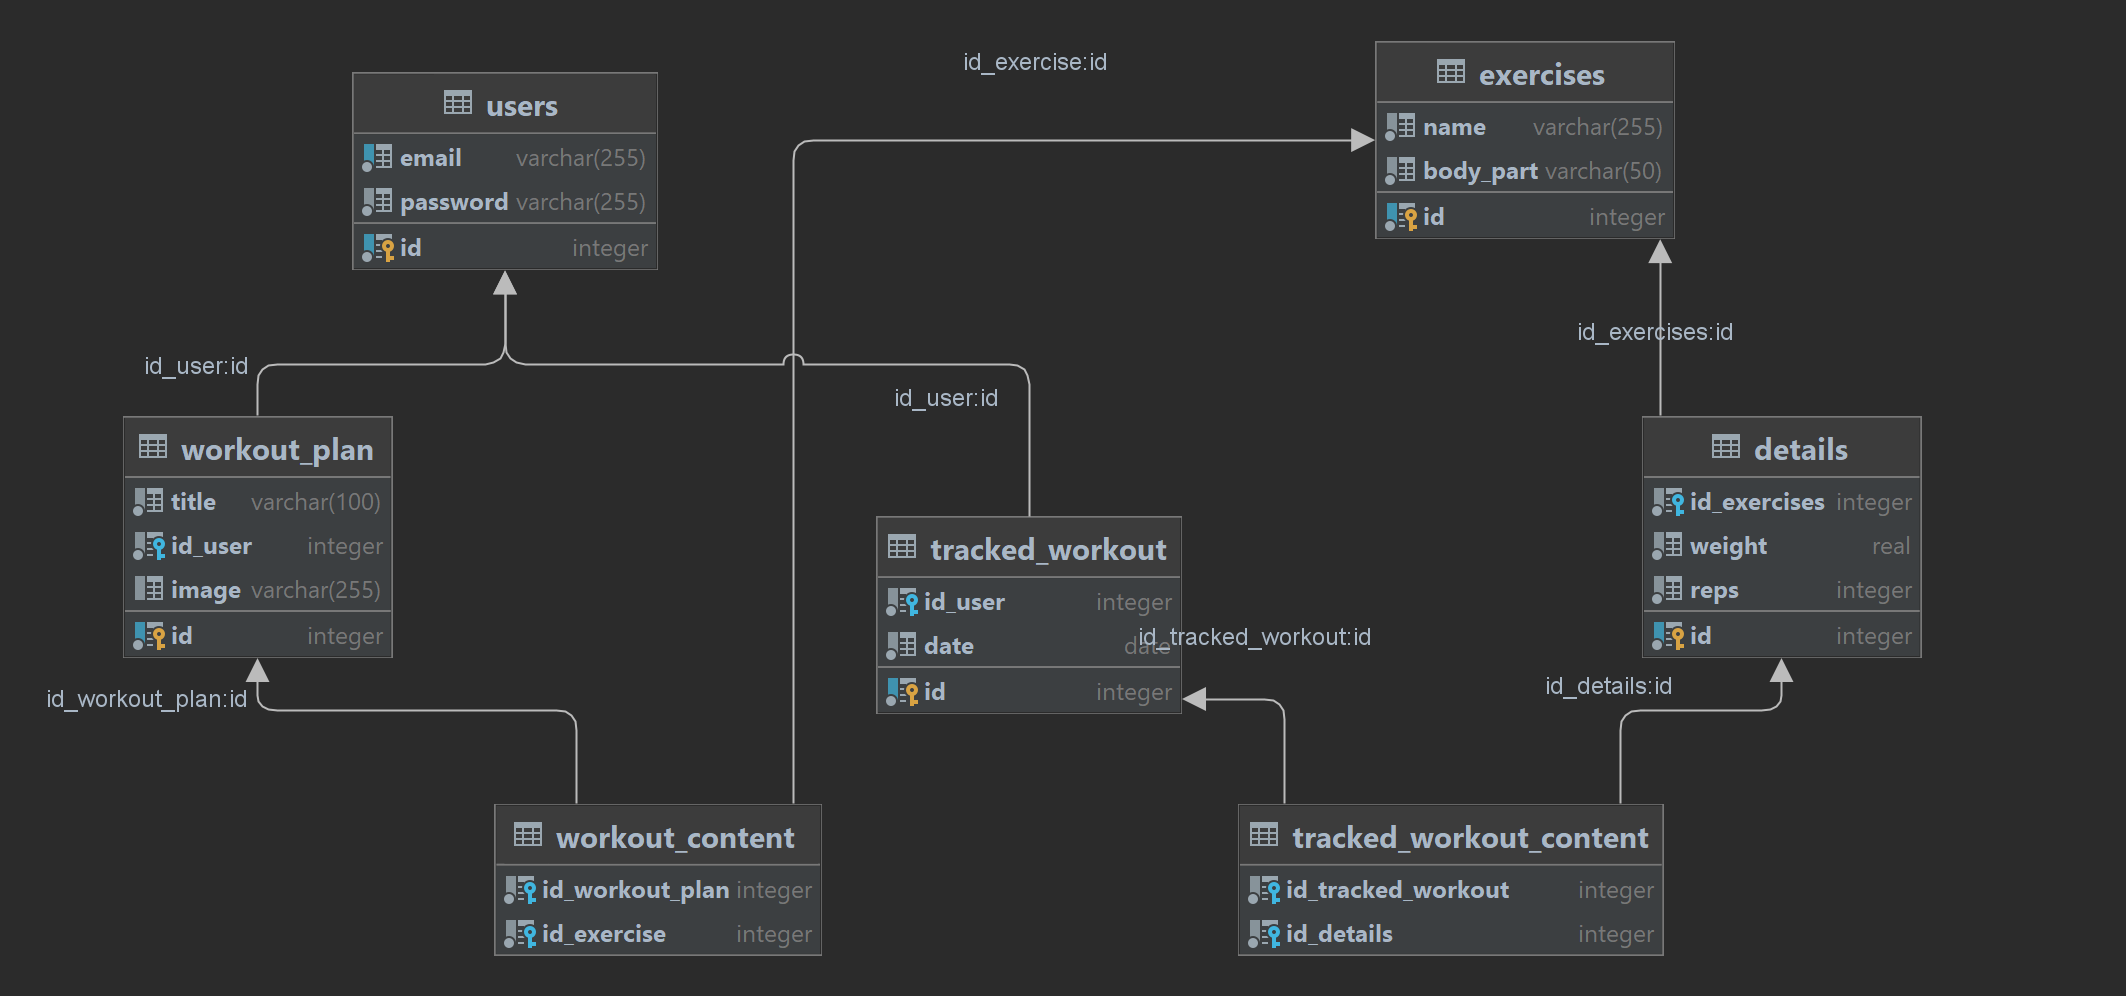 id_exercise:id
exercises
name varchar(255)
body_part varchar(50)
id integer
users
email varchar(255)
password varchar(255)
id integer
id_exercises:id
id_user:id
id_user:id
workout_plan
title varchar(100)
id_user integer
image varchar(255)
id integer
details
id_exercises integer
weight real
reps integer
id integer
tracked_workout
id_user integer
date date
id integer
id_tracked_workout:id
id_details:id
id_workout_plan:id
workout_content
id_workout_plan integer
id_exercise integer
tracked_workout_content
id_tracked_workout integer
id_details integer